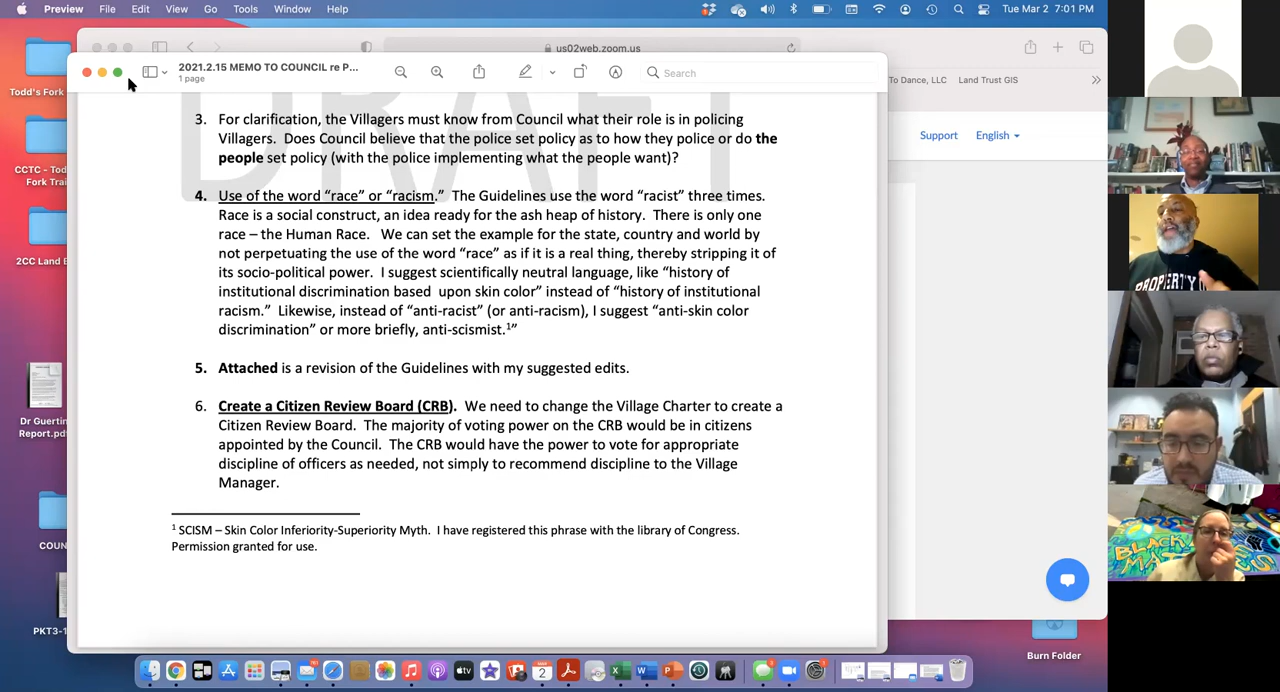 Preview File Edit View Go Tools Window Help Tue Mar 2 7:01 PM
us02web.zoom.us
2021.2.15 MEMO TO COUNCIL re P...
1 page
Search
To Dance, LLC Land Trust GIS
Support English
Todd's Fork
CCTC - Tod
Fork Trai
2CC Land
Dr Guertin
Report.pdf
COUN
PKT3-1
DRAFT
3. For clarification, the Villagers must know from Council what their role is in policing
Villagers. Does Council believe that the police set policy as to how they police or do the
people set policy (with the police implementing what the people want)?
4. Use of the word “race” or “racism.” The Guidelines use the word “racist” three times.
Race is a social construct, an idea ready for the ash heap of history. There is only one
race – the Human Race. We can set the example for the state, country and world by
not perpetuating the use of the word “race” as if it is a real thing, thereby stripping it of
its socio-political power. I suggest scientifically neutral language, like “history of
institutional discrimination based upon skin color” instead of “history of institutional
racism.” Likewise, instead of “anti-racist” (or anti-racism), I suggest “anti-skin color
discrimination” or more briefly, anti-scismist.¹”
5. Attached is a revision of the Guidelines with my suggested edits.
6. Create a Citizen Review Board (CRB). We need to change the Village Charter to create a
Citizen Review Board. The majority of voting power on the CRB would be in citizens
appointed by the Council. The CRB would have the power to vote for appropriate
discipline of officers as needed, not simply to recommend discipline to the Village
Manager.
¹ SCISM – Skin Color Inferiority-Superiority Myth. I have registered this phrase with the library of Congress.
Permission granted for use.
Burn Folder
PROPERTY OF
BLACK